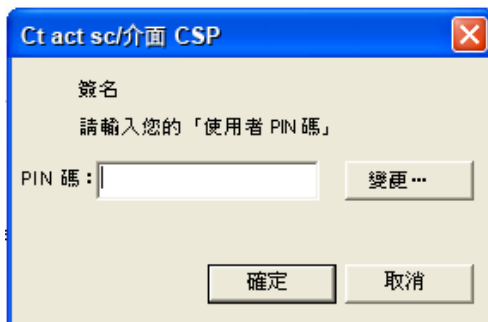 Ct act sc/介面 CSP
簽名
請輸入您的「使用者 PIN 碼」
PIN 碼：
變更…
確定
取消